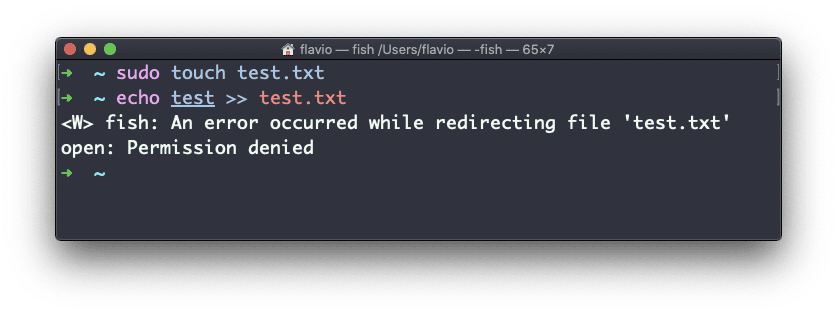 flavio — fish /Users/flavio — -fish — 65×7
➜  ~ sudo touch test.txt
➜  ~ echo test >> test.txt
<W> fish: An error occurred while redirecting file 'test.txt'
open: Permission denied
➜  ~